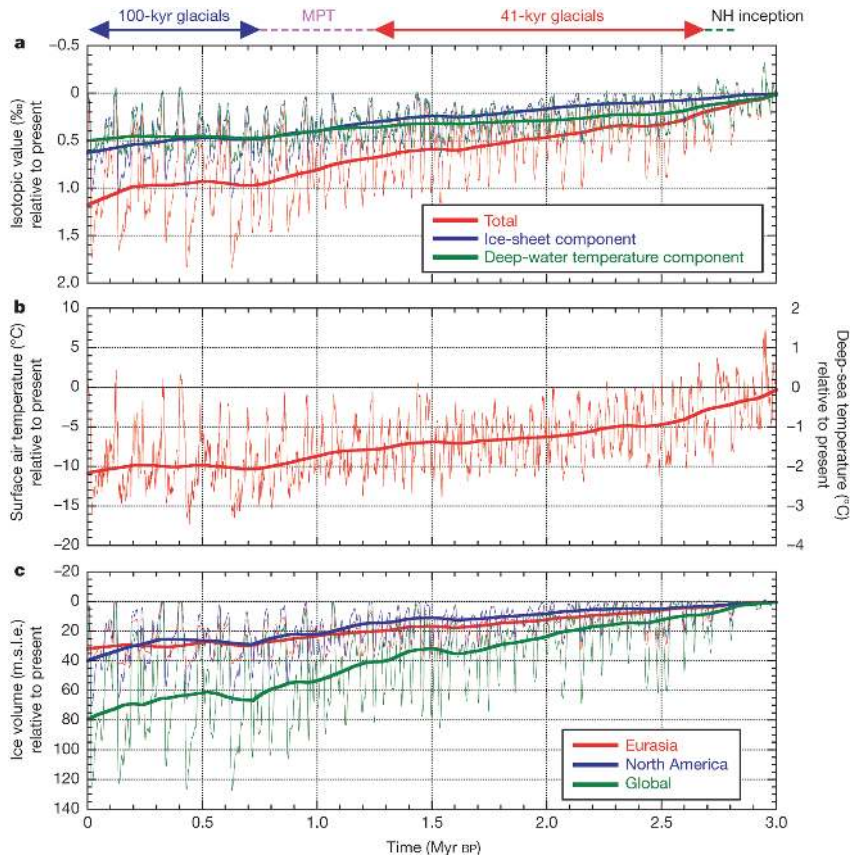 100-kyr glacials MPT 41-kyr glacials NH inception
a
Isotopic value (‰)
relative to present
–0.5
0
0.5
1.0
1.5
2.0
Total
Ice-sheet component
Deep-water temperature component
b
Surface air temperature (°C)
relative to present
10
5
0
–5
–10
–15
–20
2
1
0
–1
–2
–3
–4
Deep-sea temperature (°C)
relative to present
c
Ice volume (m.s.l.e.)
relative to present
–20
0
20
40
60
80
100
120
140
Eurasia
North America
Global
0 0.5 1.0 1.5 2.0 2.5 3.0
Time (Myr BP)